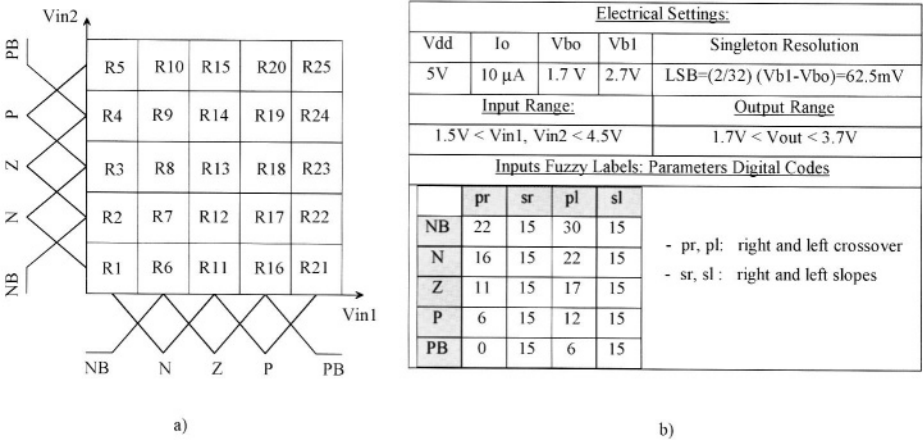 Vin2
PB
P
Z
N
NB
R5 R10 R15 R20 R25
R4 R9 R14 R19 R24
R3 R8 R13 R18 R23
R2 R7 R12 R17 R22
R1 R6 R11 R16 R21
Vin1
NB N Z P PB
a)
Electrical Settings:
Vdd Io Vbo Vb1 Singleton Resolution
5V 10 µA 1.7 V 2.7V LSB=(2/32) (Vb1-Vbo)=62.5mV
Input Range: Output Range
1.5V < Vin1, Vin2 < 4.5V 1.7V < Vout < 3.7V
Inputs Fuzzy Labels: Parameters Digital Codes
pr sr pl sl
NB 22 15 30 15
N 16 15 22 15
Z 11 15 17 15
P 6 15 12 15
PB 0 15 6 15
- pr, pl: right and left crossover
- sr, sl : right and left slopes
b)